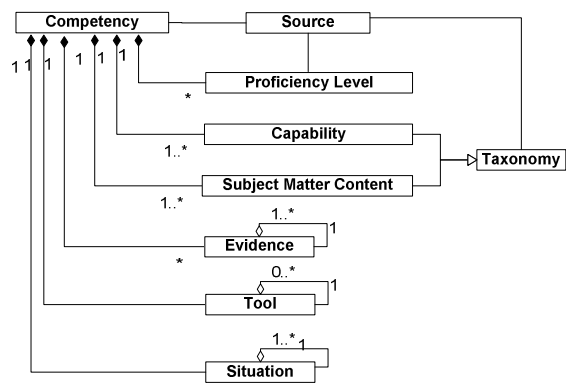 Competency
Source
1
1
1
1
1
1
Proficiency Level
*
Capability
1..*
Taxonomy
Subject Matter Content
1..*
1..*
1
Evidence
*
0..*
1
Tool
1..*
1
Situation